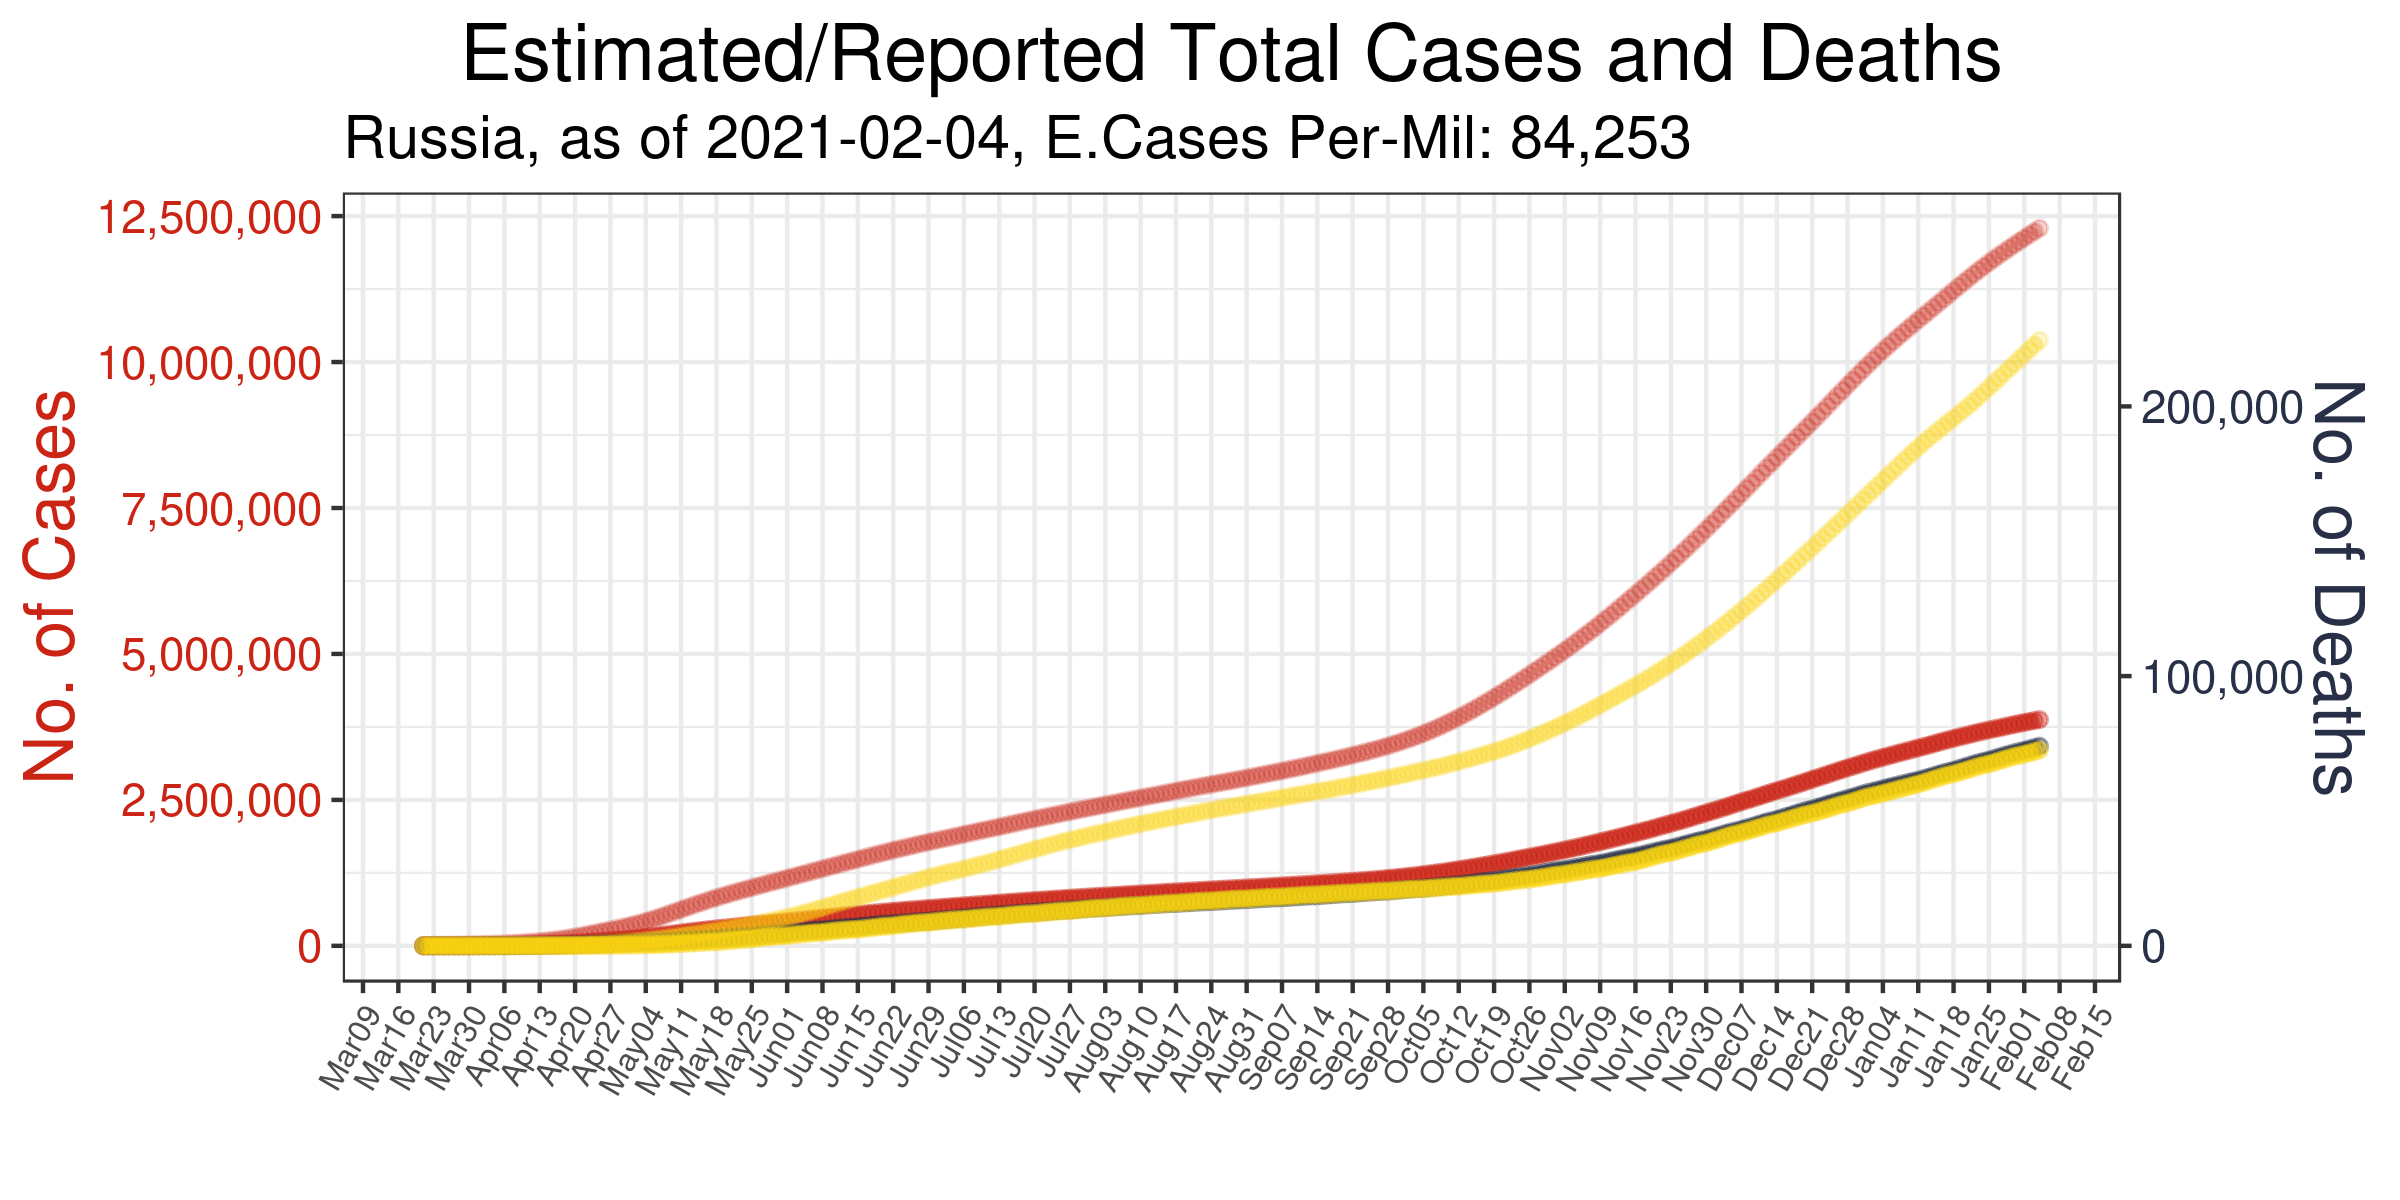 Estimated/Reported Total Cases and Deaths
Russia, as of 2021-02-04, E.Cases Per-Mil: 84,253
No. of Cases
12,500,000
10,000,000
7,500,000
5,000,000
2,500,000
0
200,000
100,000
0
No. of Deaths
Mar09
Mar16
Mar23
Mar30
Apr06
Apr13
Apr20
Apr27
May04
May11
May18
May25
Jun01
Jun08
Jun15
Jun22
Jun29
Jul06
Jul13
Jul20
Jul27
Aug03
Aug10
Aug17
Aug24
Aug31
Sep07
Sep14
Sep21
Sep28
Oct05
Oct12
Oct19
Oct26
Nov02
Nov09
Nov16
Nov23
Nov30
Dec07
Dec14
Dec21
Dec28
Jan04
Jan11
Jan18
Jan25
Feb01
Feb08
Feb15